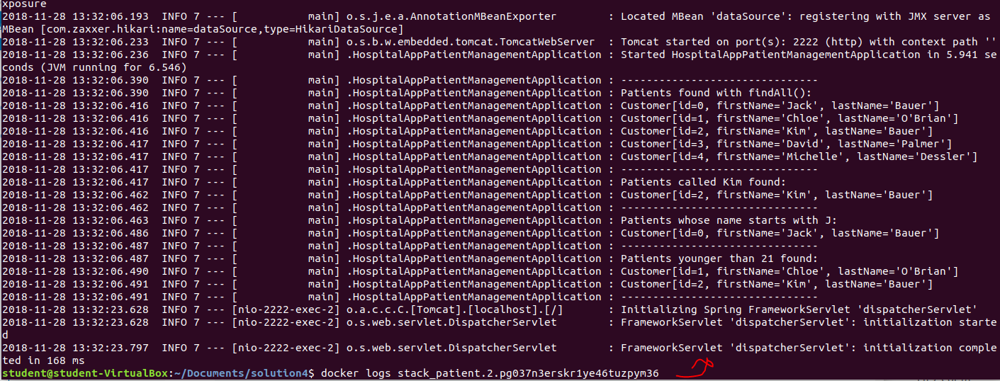 xposure
2018-11-28 13:32:06.193  INFO 7 --- [           main] o.s.j.e.a.AnnotationMBeanExporter        : Located MBean 'dataSource': registering with JMX server as
MBean [com.zaxxer.hikari:name=dataSource,type=HikariDataSource]
2018-11-28 13:32:06.233  INFO 7 --- [           main] o.s.b.w.embedded.tomcat.TomcatWebServer  : Tomcat started on port(s): 2222 (http) with context path ''
2018-11-28 13:32:06.236  INFO 7 --- [           main] .HospitalAppPatientManagementApplication : Started HospitalAppPatientManagementApplication in 5.941 se
conds (JVM running for 6.546)
2018-11-28 13:32:06.390  INFO 7 --- [           main] .HospitalAppPatientManagementApplication : -------------------------------
2018-11-28 13:32:06.390  INFO 7 --- [           main] .HospitalAppPatientManagementApplication : Patients found with findAll():
2018-11-28 13:32:06.416  INFO 7 --- [           main] .HospitalAppPatientManagementApplication : Customer[id=0, firstName='Jack', lastName='Bauer']
2018-11-28 13:32:06.416  INFO 7 --- [           main] .HospitalAppPatientManagementApplication : Customer[id=1, firstName='Chloe', lastName='O'Brian']
2018-11-28 13:32:06.416  INFO 7 --- [           main] .HospitalAppPatientManagementApplication : Customer[id=2, firstName='Kim', lastName='Bauer']
2018-11-28 13:32:06.417  INFO 7 --- [           main] .HospitalAppPatientManagementApplication : Customer[id=3, firstName='David', lastName='Palmer']
2018-11-28 13:32:06.417  INFO 7 --- [           main] .HospitalAppPatientManagementApplication : Customer[id=4, firstName='Michelle', lastName='Dessler']
2018-11-28 13:32:06.417  INFO 7 --- [           main] .HospitalAppPatientManagementApplication : -------------------------------
2018-11-28 13:32:06.417  INFO 7 --- [           main] .HospitalAppPatientManagementApplication : Patients called Kim found:
2018-11-28 13:32:06.462  INFO 7 --- [           main] .HospitalAppPatientManagementApplication : Customer[id=2, firstName='Kim', lastName='Bauer']
2018-11-28 13:32:06.462  INFO 7 --- [           main] .HospitalAppPatientManagementApplication : -------------------------------
2018-11-28 13:32:06.463  INFO 7 --- [           main] .HospitalAppPatientManagementApplication : Patients whose name starts with J:
2018-11-28 13:32:06.486  INFO 7 --- [           main] .HospitalAppPatientManagementApplication : Customer[id=0, firstName='Jack', lastName='Bauer']
2018-11-28 13:32:06.487  INFO 7 --- [           main] .HospitalAppPatientManagementApplication : -------------------------------
2018-11-28 13:32:06.487  INFO 7 --- [           main] .HospitalAppPatientManagementApplication : Patients younger than 21 found:
2018-11-28 13:32:06.490  INFO 7 --- [           main] .HospitalAppPatientManagementApplication : Customer[id=1, firstName='Chloe', lastName='O'Brian']
2018-11-28 13:32:06.491  INFO 7 --- [           main] .HospitalAppPatientManagementApplication : Customer[id=2, firstName='Kim', lastName='Bauer']
2018-11-28 13:32:06.491  INFO 7 --- [           main] .HospitalAppPatientManagementApplication : -------------------------------
2018-11-28 13:32:23.628  INFO 7 --- [nio-2222-exec-2] o.a.c.c.C.[Tomcat].[localhost].[/]       : Initializing Spring FrameworkServlet 'dispatcherServlet'
2018-11-28 13:32:23.628  INFO 7 --- [nio-2222-exec-2] o.s.web.servlet.DispatcherServlet        : FrameworkServlet 'dispatcherServlet': initialization starte
d
2018-11-28 13:32:23.797  INFO 7 --- [nio-2222-exec-2] o.s.web.servlet.DispatcherServlet        : FrameworkServlet 'dispatcherServlet': initialization comple
ted in 168 ms
student@student-VirtualBox:~/Documents/solution4$ docker logs stack_patient.2.pg037n3erskr1ye46tuzpym36